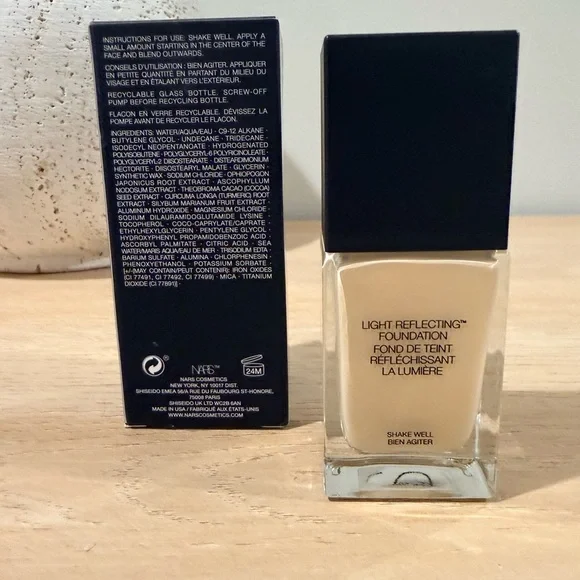 INSTRUCTIONS FOR USE: SHAKE WELL. APPLY A
SMALL AMOUNT STARTING IN THE CENTER OF THE
FACE AND BLEND OUTWARDS.
CONSEILS D'UTILISATION : BIEN AGITER. APPLIQUER
EN PETITE QUANTITÉ EN PARTANT DU MILIEU DU
VISAGE ET EN ÉTALANT VERS L'EXTÉRIEUR.
RECYCLABLE GLASS BOTTLE. SCREW-OFF
PUMP BEFORE RECYCLING BOTTLE.
FLACON EN VERRE RECYCLABLE. DÉVISSEZ LA
POMPE AVANT DE RECYCLER LE FLACON.
INGREDIENTS: WATER/AQUA/EAU · C9-12 ALKANE ·
BUTYLENE GLYCOL · UNDECANE · TRIDECANE ·
ISODECYL NEOPENTANOATE · HYDROGENATED
POLYISOBUTENE · POLYGLYCERYL-6 POLYRICINOLEATE ·
POLYGLYCERYL-2 DIISOSTEARATE · DISTEARDIMONIUM
HECTORITE · DIISOSTEARYL MALATE · GLYCERIN ·
SYNTHETIC WAX · SODIUM CHLORIDE · OPHIOPOGON
JAPONICUS ROOT EXTRACT · ASCOPHYLLUM
NODOSUM EXTRACT · THEOBROMA CACAO (COCOA)
SEED EXTRACT · CURCUMA LONGA (TURMERIC) ROOT
EXTRACT · SILYBUM MARIANUM FRUIT EXTRACT ·
ALUMINUM HYDROXIDE · MAGNESIUM CHLORIDE ·
SODIUM DILAURAMIDOGLUTAMIDE LYSINE ·
TOCOPHEROL · COCO-CAPRYLATE/CAPRATE ·
ETHYLHEXYLGLYCERIN · PENTYLENE GLYCOL ·
HYDROXYPHENYL PROPAMIDOBENZOIC ACID ·
ASCORBYL PALMITATE · CITRIC ACID · SEA
WATER/MARIS AQUA/EAU DE MER · TRISODIUM EDTA ·
BARIUM SULFATE · ALUMINA · CHLORPHENESIN ·
PHENOXYETHANOL · POTASSIUM SORBATE ·
[+/-(MAY CONTAIN/PEUT CONTENIR): IRON OXIDES
(CI 77491, CI 77492, CI 77499) · MICA · TITANIUM
DIOXIDE (CI 77891)] ·
NARS™
24M
NARS COSMETICS
NEW YORK, NY 10017 DIST.
SHISEIDO EMEA 56/A RUE DU FAUBOURG ST-HONORE,
75008 PARIS
SHISEIDO UK LTD WC2B 6AN
MADE IN USA / FABRIQUÉ AUX ÉTATS-UNIS
WWW.NARSCOSMETICS.COM
LIGHT REFLECTING™
FOUNDATION
FOND DE TEINT
RÉFLÉCHISSANT
LA LUMIÈRE
SHAKE WELL
BIEN AGITER